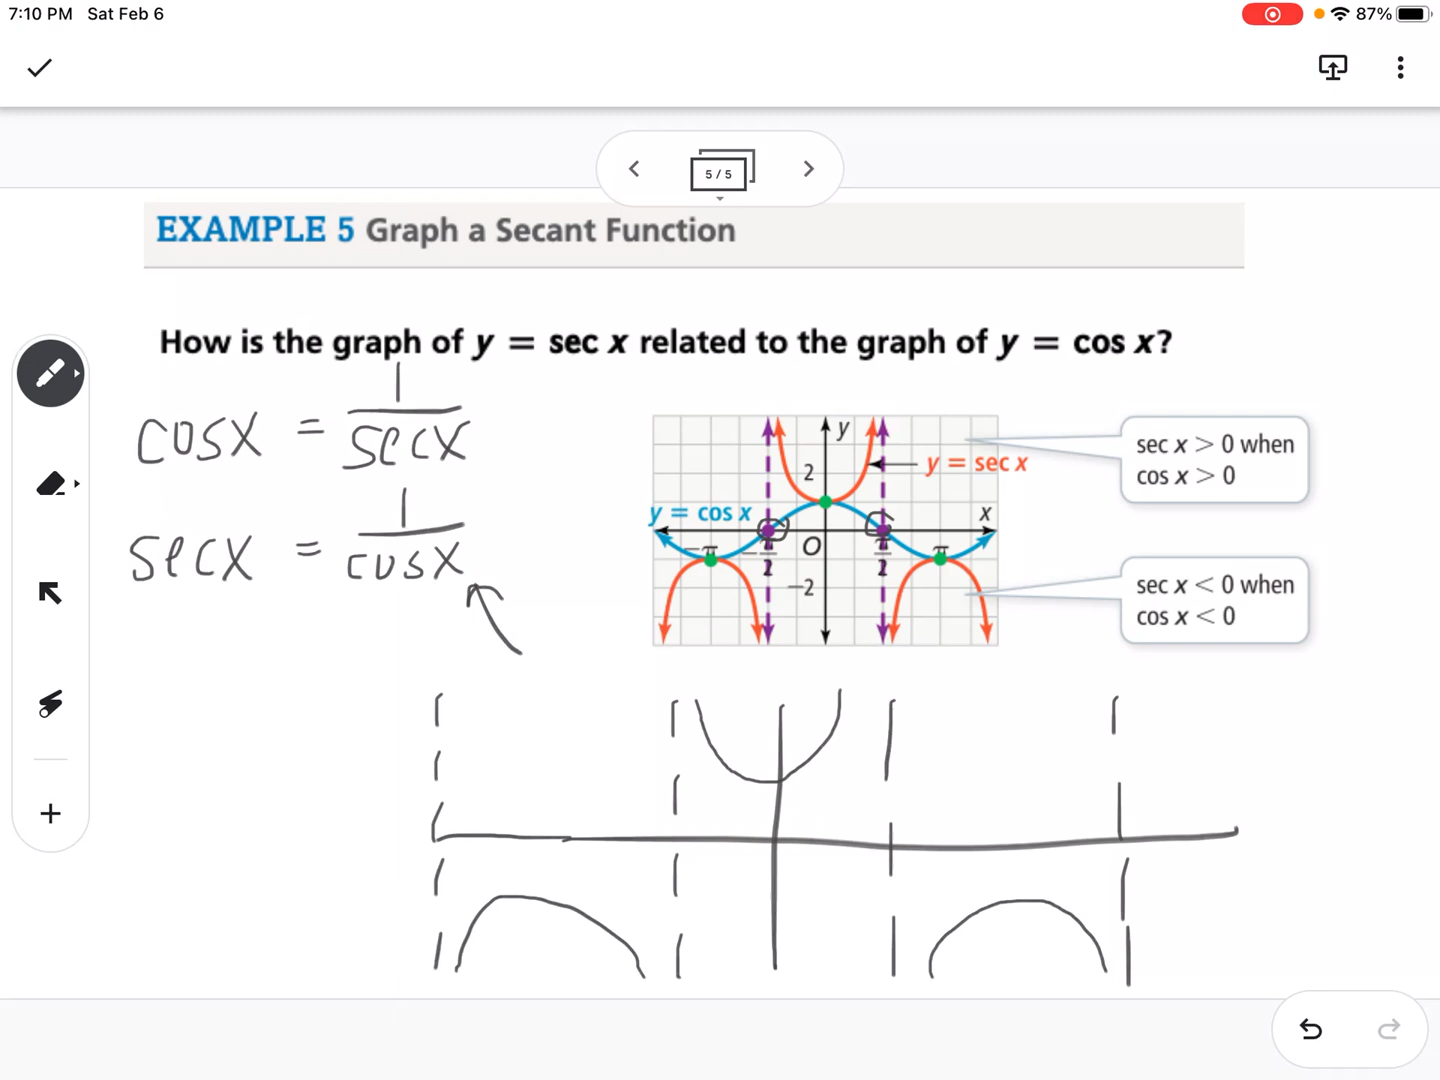 7:10 PM Sat Feb 6
87%
5 / 5
EXAMPLE 5 Graph a Secant Function
How is the graph of y = sec x related to the graph of y = cos x?
cosx = 1/secx
secx = 1/cosx
y
2
y = sec x
y = cos x
x
−π
−π/2
O
π/2
π
−2
sec x > 0 when
cos x > 0
sec x < 0 when
cos x < 0